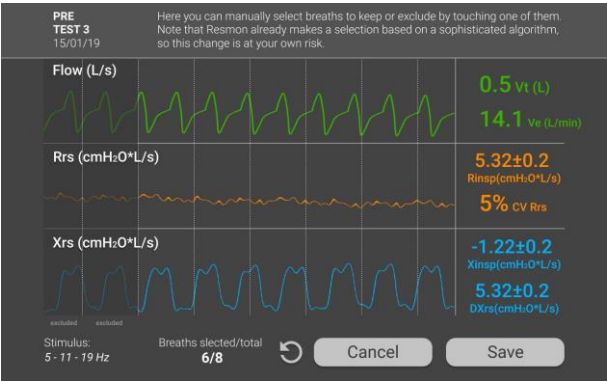 PRE
TEST 3
15/01/19
Here you can manually select breaths to keep or exclude by touching one of them.
Note that Resmon already makes a selection based on a sophisticated algorithm,
so this change is at your own risk.
Flow (L/s)
0.5 Vt (L)
14.1 Ve (L/min)
Rrs (cmH₂O*L/s)
5.32±0.2
Rinsp(cmH₂O*L/s)
5% CV Rrs
Xrs (cmH₂O*L/s)
-1.22±0.2
Xinsp(cmH₂O*L/s)
5.32±0.2
DXrs(cmH₂O*L/s)
excluded
excluded
Stimulus:
5 - 11 - 19 Hz
Breaths slected/total
6/8
Cancel
Save